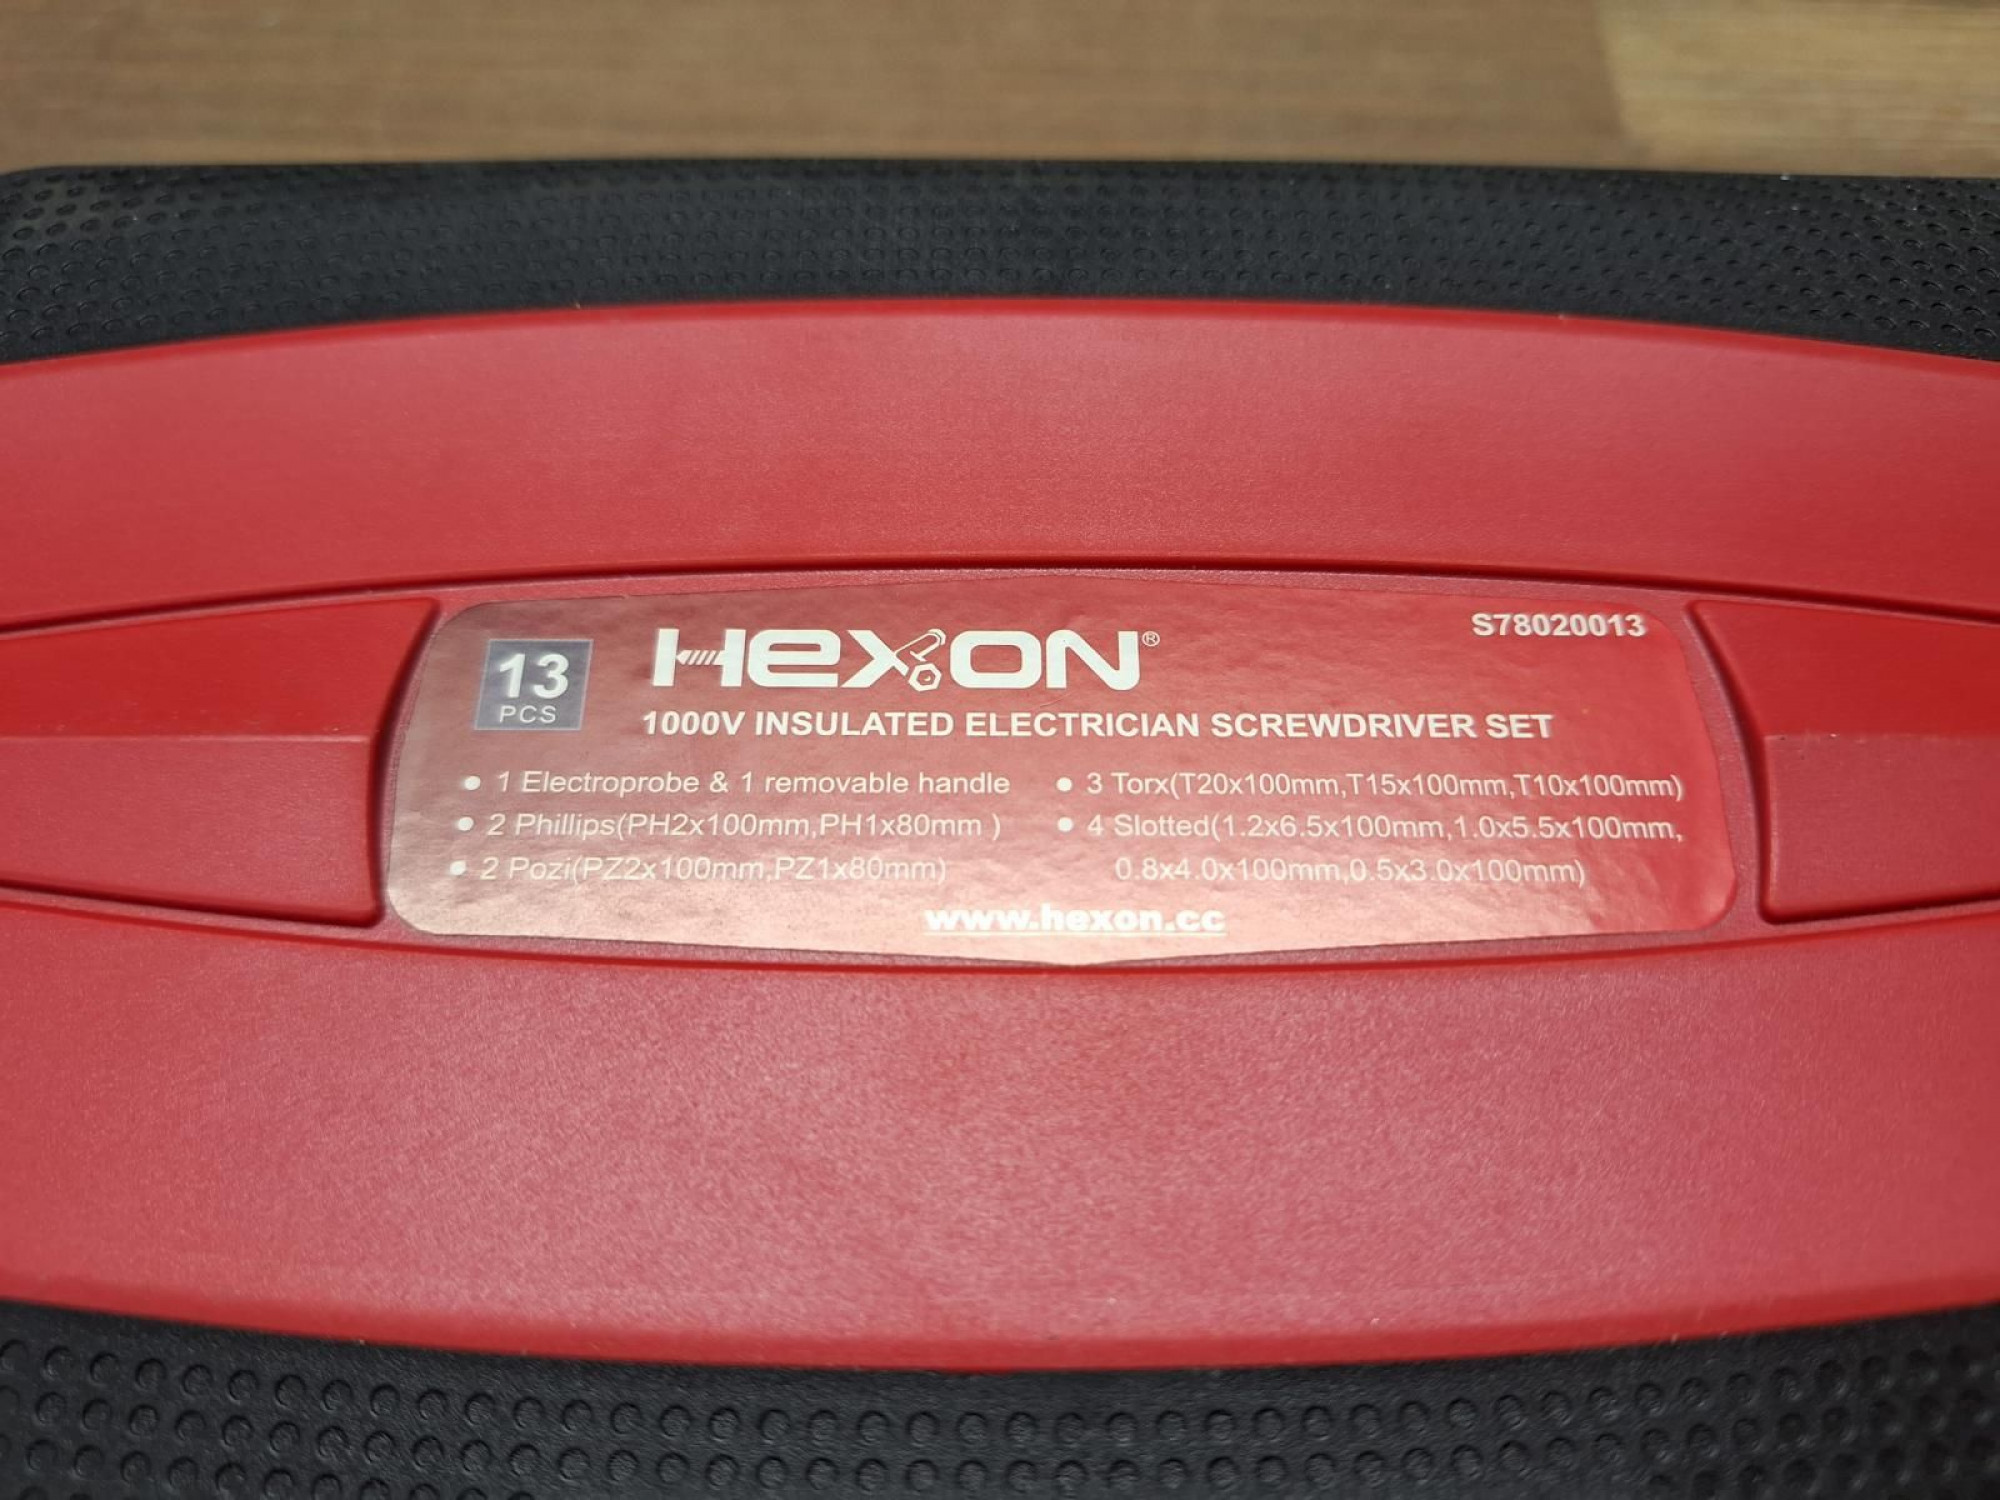 S78020013
13
PCS
HEXON®
1000V INSULATED ELECTRICIAN SCREWDRIVER SET
• 1 Electroprobe & 1 removable handle
• 2 Phillips(PH2x100mm,PH1x80mm )
• 2 Pozi(PZ2x100mm,PZ1x80mm)
• 3 Torx(T20x100mm,T15x100mm,T10x100mm)
• 4 Slotted(1.2x6.5x100mm,1.0x5.5x100mm,
0.8x4.0x100mm,0.5x3.0x100mm)
www.hexon.cc